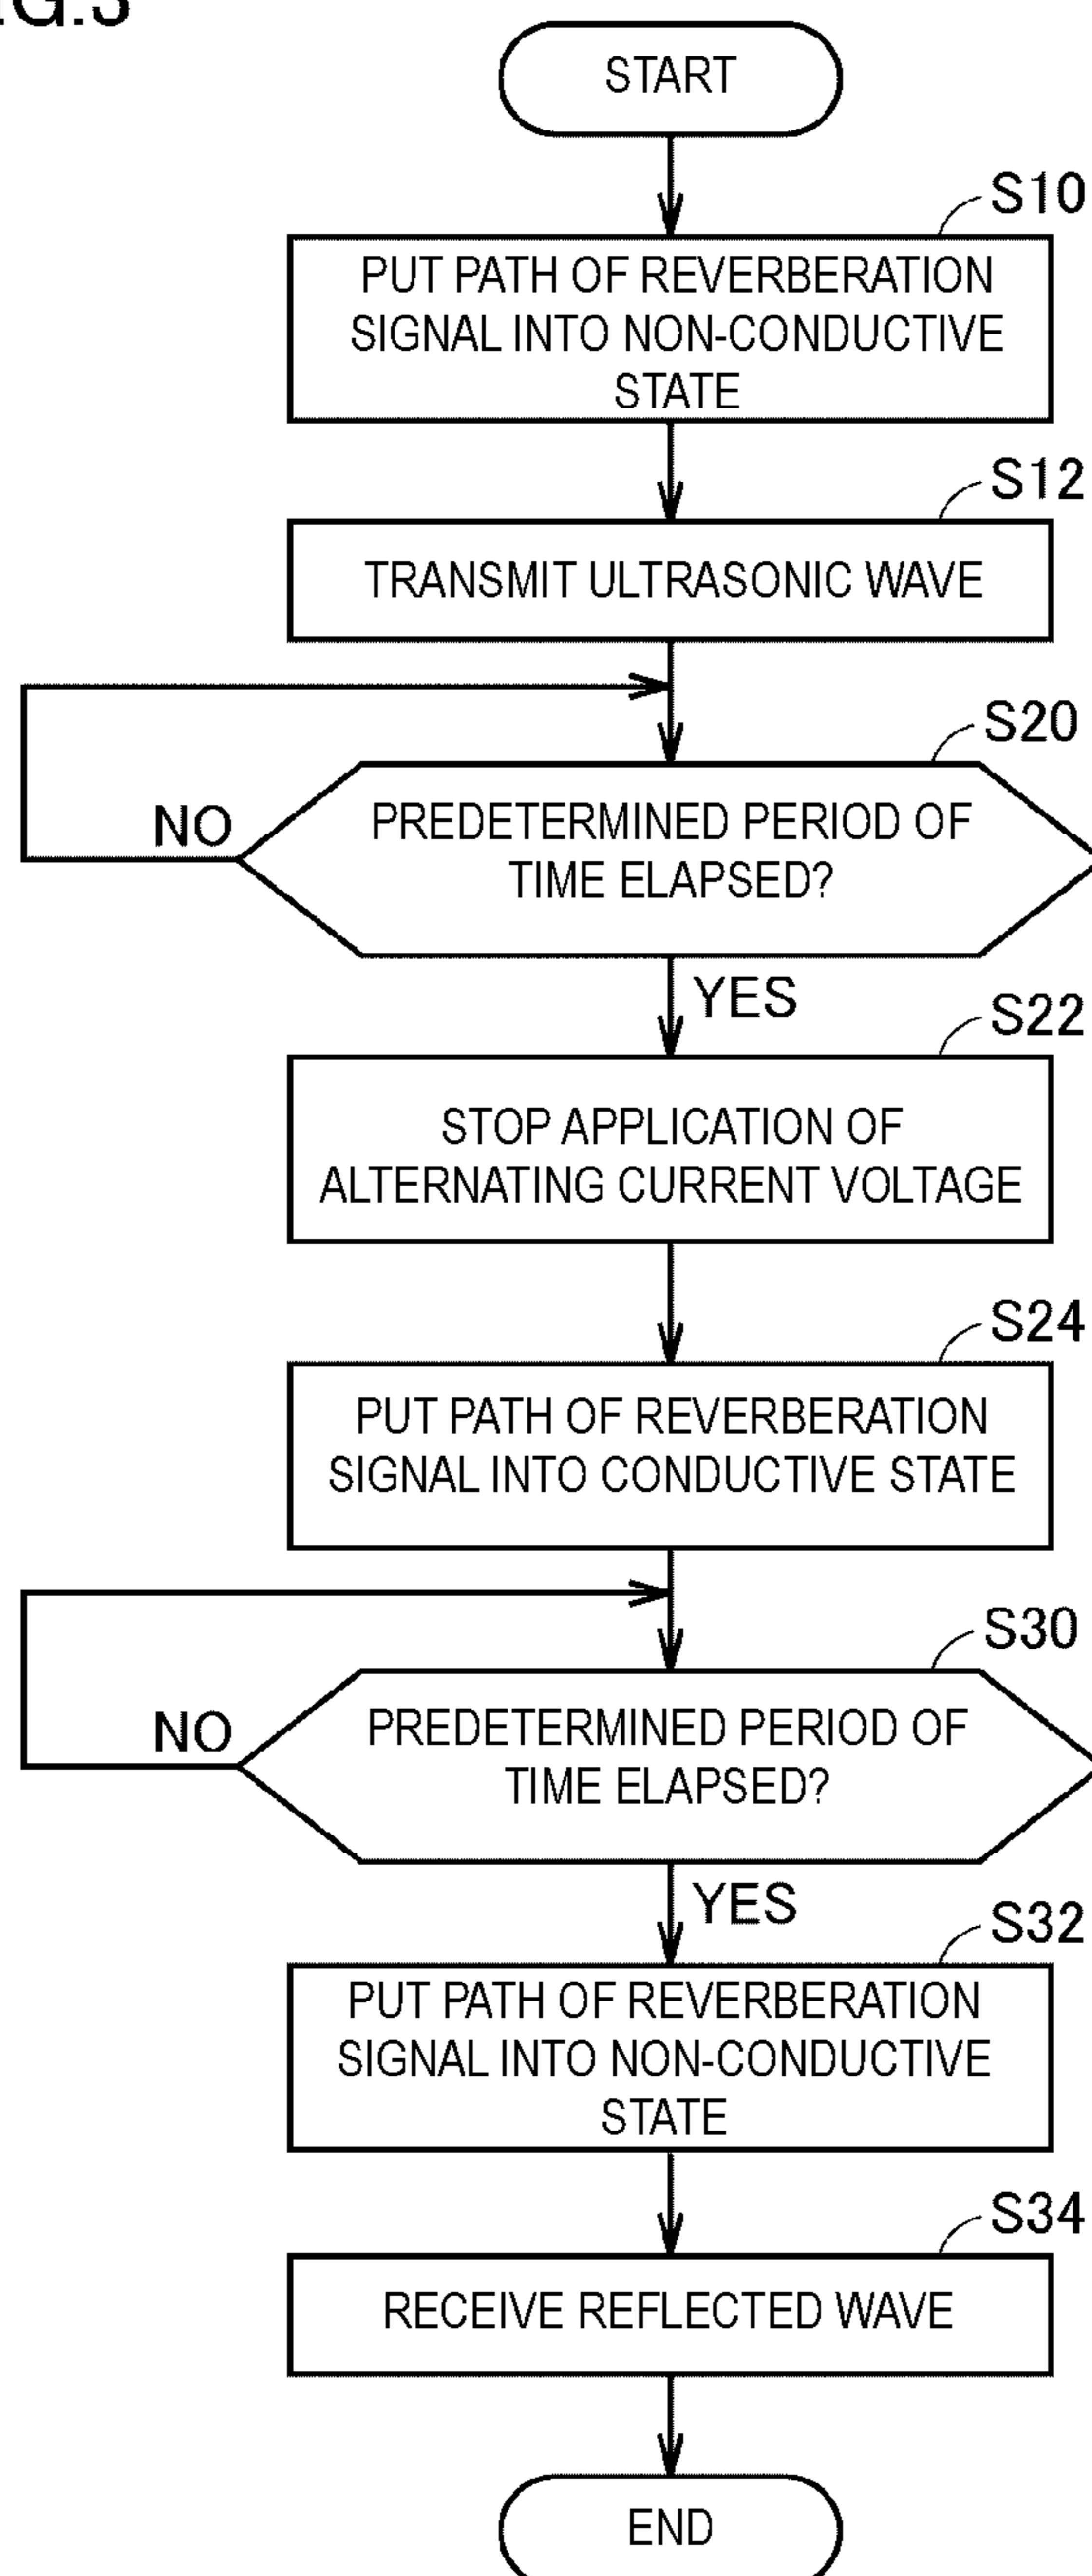 IG.3
START
S10
PUT PATH OF REVERBERATION
SIGNAL INTO NON-CONDUCTIVE
STATE
S12
TRANSMIT ULTRASONIC WAVE
S20
NO
PREDETERMINED PERIOD OF
TIME ELAPSED?
YES
S22
STOP APPLICATION OF
ALTERNATING CURRENT VOLTAGE
S24
PUT PATH OF REVERBERATION
SIGNAL INTO CONDUCTIVE STATE
S30
NO
PREDETERMINED PERIOD OF
TIME ELAPSED?
YES
S32
PUT PATH OF REVERBERATION
SIGNAL INTO NON-CONDUCTIVE
STATE
S34
RECEIVE REFLECTED WAVE
END